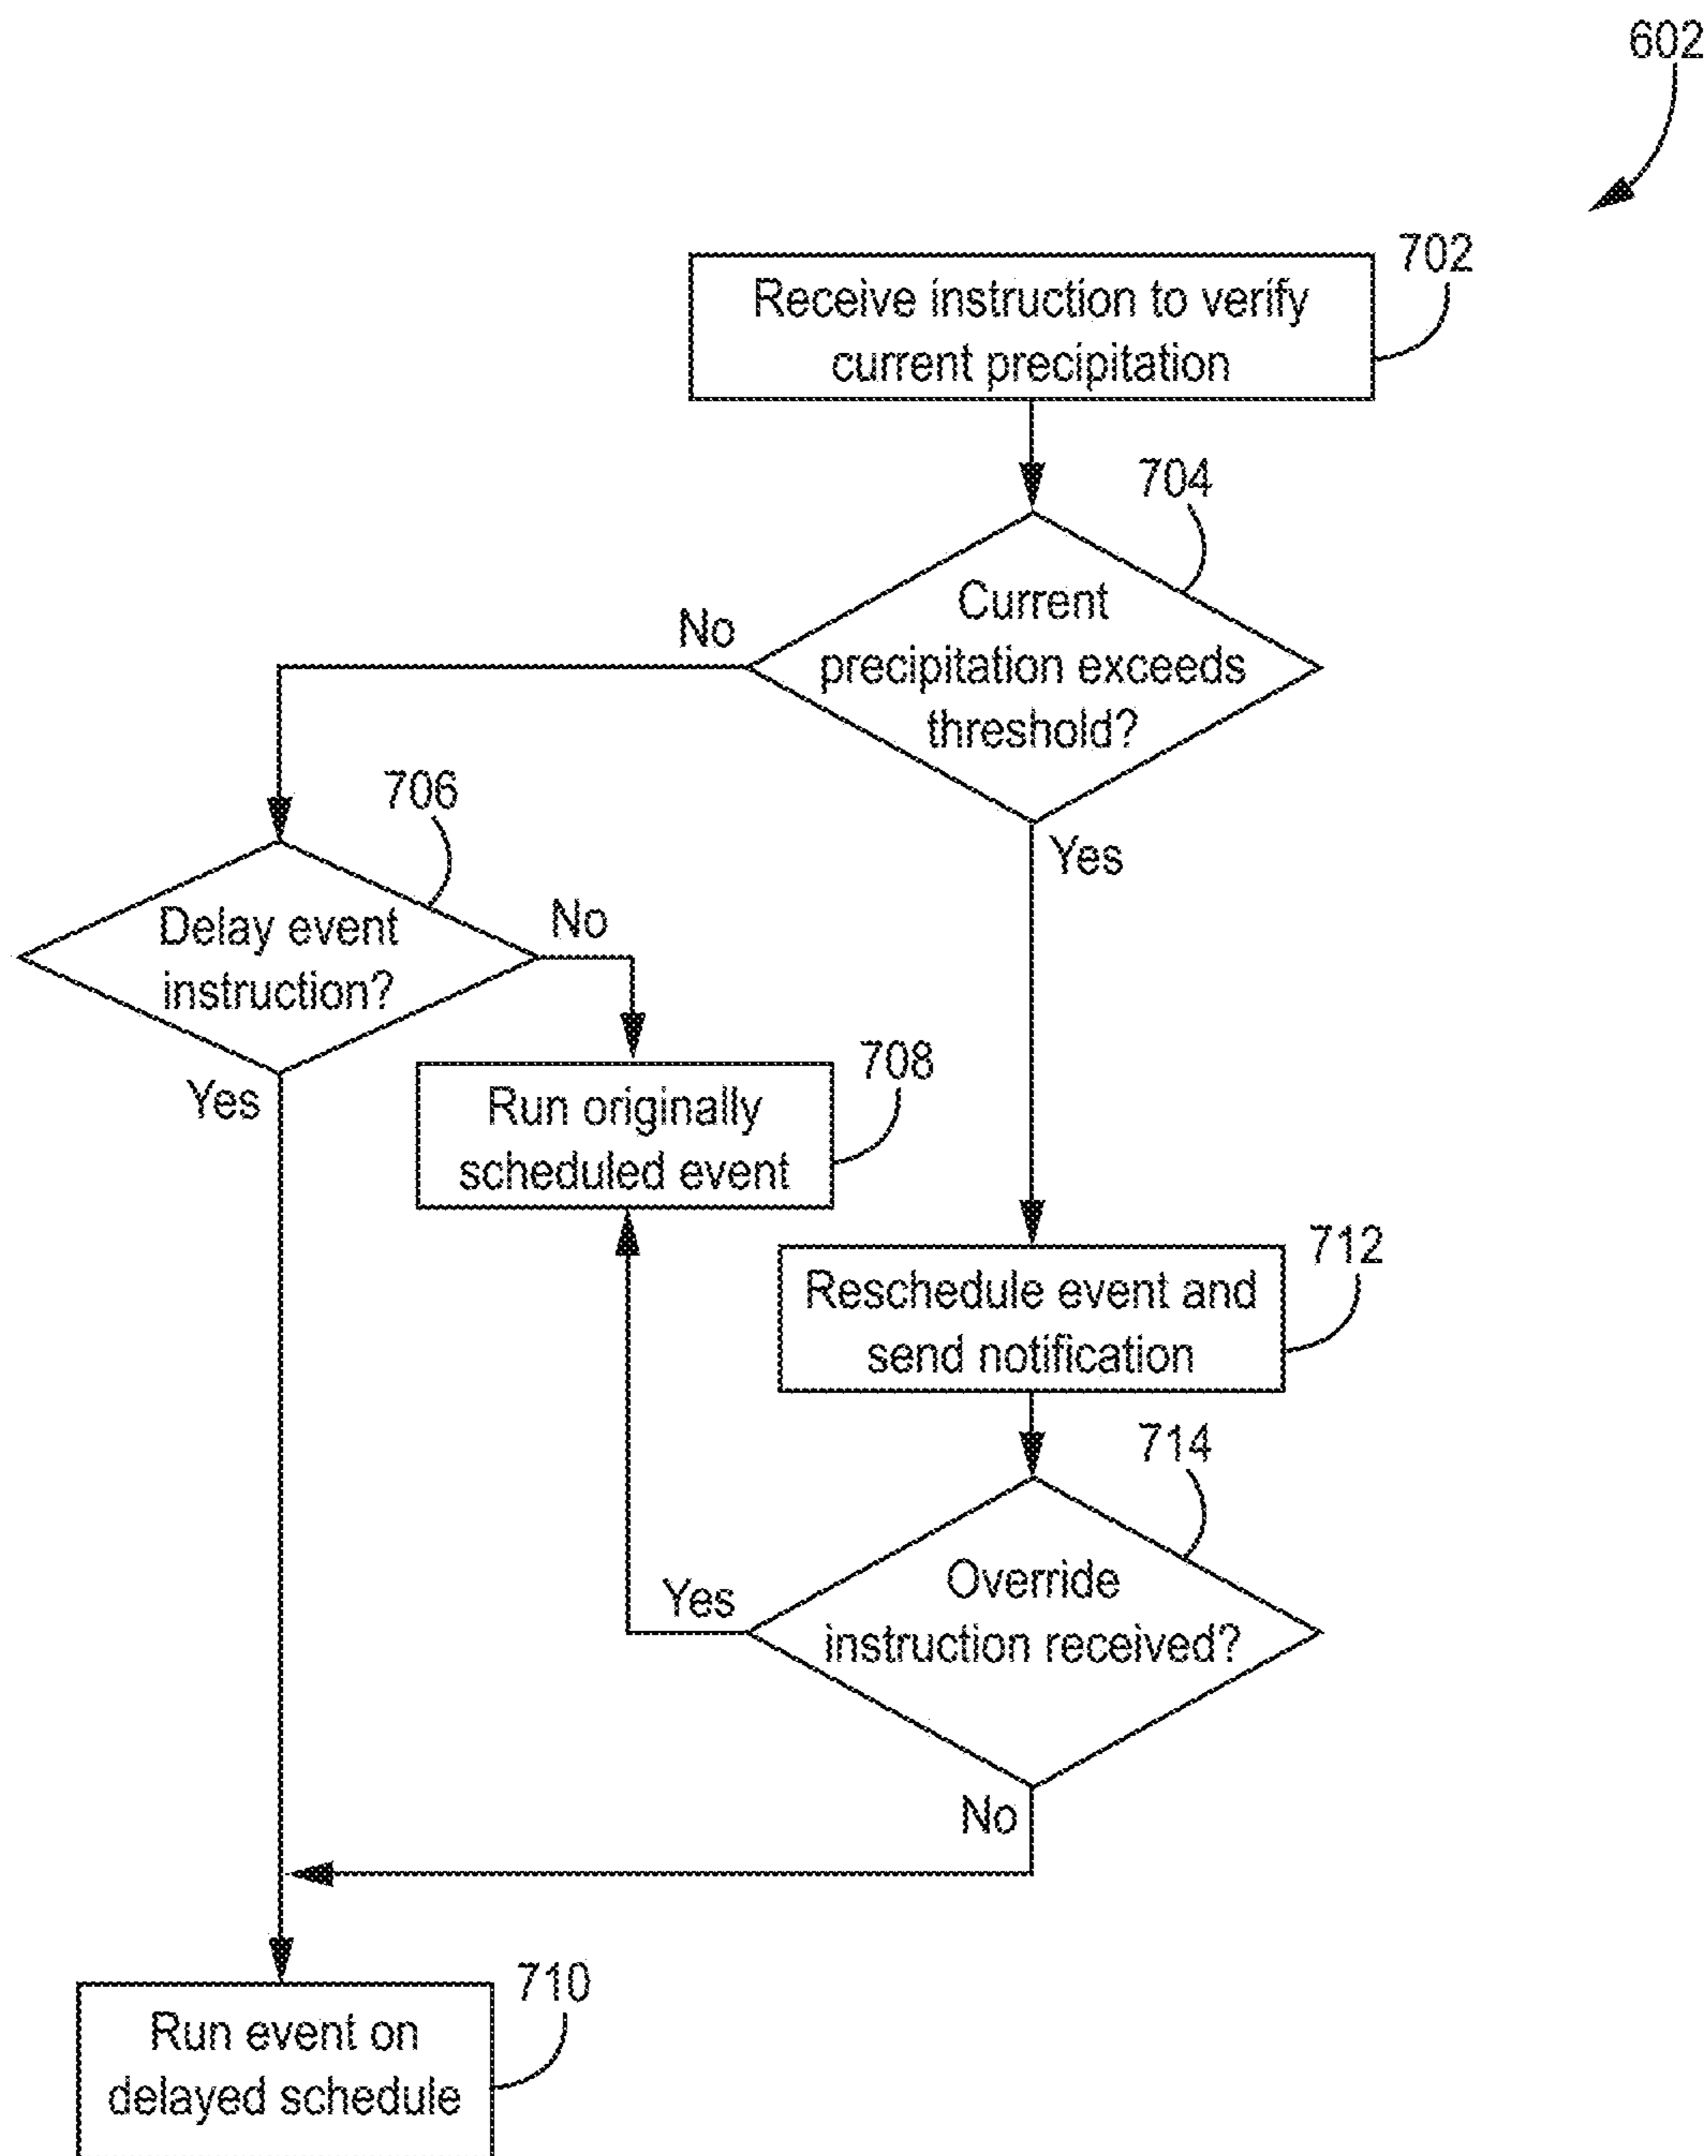 602
702
Receive instruction to verify
current precipitation
704
Current
precipitation exceeds
threshold?
No
Yes
706
Delay event
instruction?
No
Yes
708
Run originally
scheduled event
712
Reschedule event and
send notification
714
Override
instruction received?
Yes
No
710
Run event on
delayed schedule